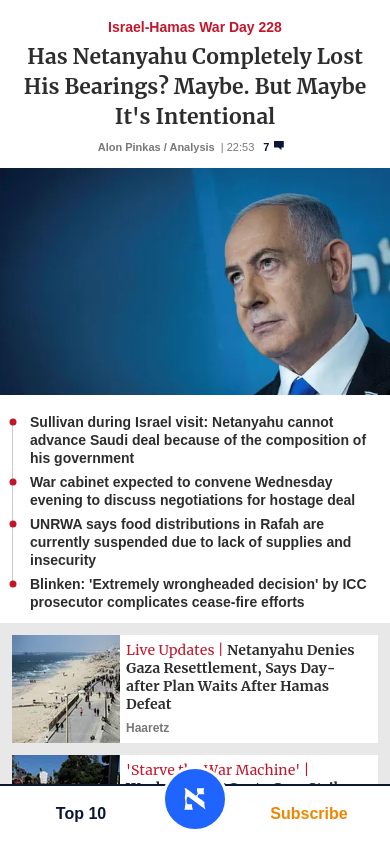 Israel-Hamas War Day 228
Has Netanyahu Completely Lost
His Bearings? Maybe. But Maybe
It's Intentional
Alon Pinkas / Analysis | 22:53 7
Sullivan during Israel visit: Netanyahu cannot
advance Saudi deal because of the composition of
his government
War cabinet expected to convene Wednesday
evening to discuss negotiations for hostage deal
UNRWA says food distributions in Rafah are
currently suspended due to lack of supplies and
insecurity
Blinken: 'Extremely wrongheaded decision' by ICC
prosecutor complicates cease-fire efforts
Live Updates | Netanyahu Denies
Gaza Resettlement, Says Day-
after Plan Waits After Hamas
Defeat
Haaretz
'Starve the War Machine' |
Top 10
Subscribe